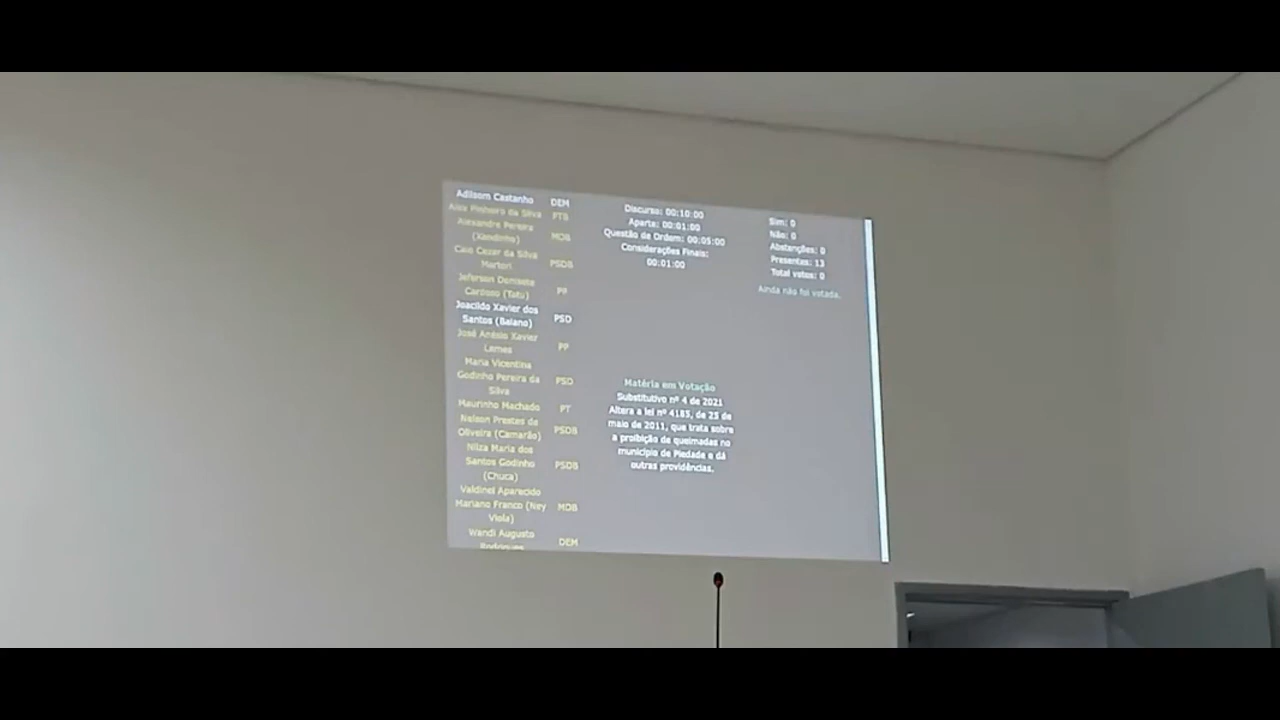 Adilsom Castanho DEM
Alex Pinheiro da Silva PTB
Alexandre Pereira
(Xandinho) MDB
Caio Cezar da Silva
Martori PSDB
Jeferson Donisete
Cardoso (Tatu) PP
Joacildo Xavier dos
Santos (Baiano) PSD
José Anésio Xavier
Lemes PP
Maria Vicentina
Godinho Pereira da
Silva PSD
Maurinho Machado PT
Nelson Prestes de
Oliveira (Camarão) PSDB
Nilza Maria dos
Santos Godinho
(Chuca) PSDB
Valdinei Aparecido
Mariano Franco (Ney
Viola) MDB
Wandi Augusto
Rodrigues DEM
Discurso: 00:10:00
Aparte: 00:01:00
Questão de Ordem: 00:05:00
Considerações Finais:
00:01:00
Matéria em Votação
Substitutivo nº 4 de 2021
Altera a lei nº 4185, de 25 de
maio de 2011, que trata sobre
a proibição de queimadas no
município de Piedade e dá
outras providências.
Sim: 0
Não: 0
Abstenções: 0
Presentes: 13
Total votos: 0
Ainda não foi votada.